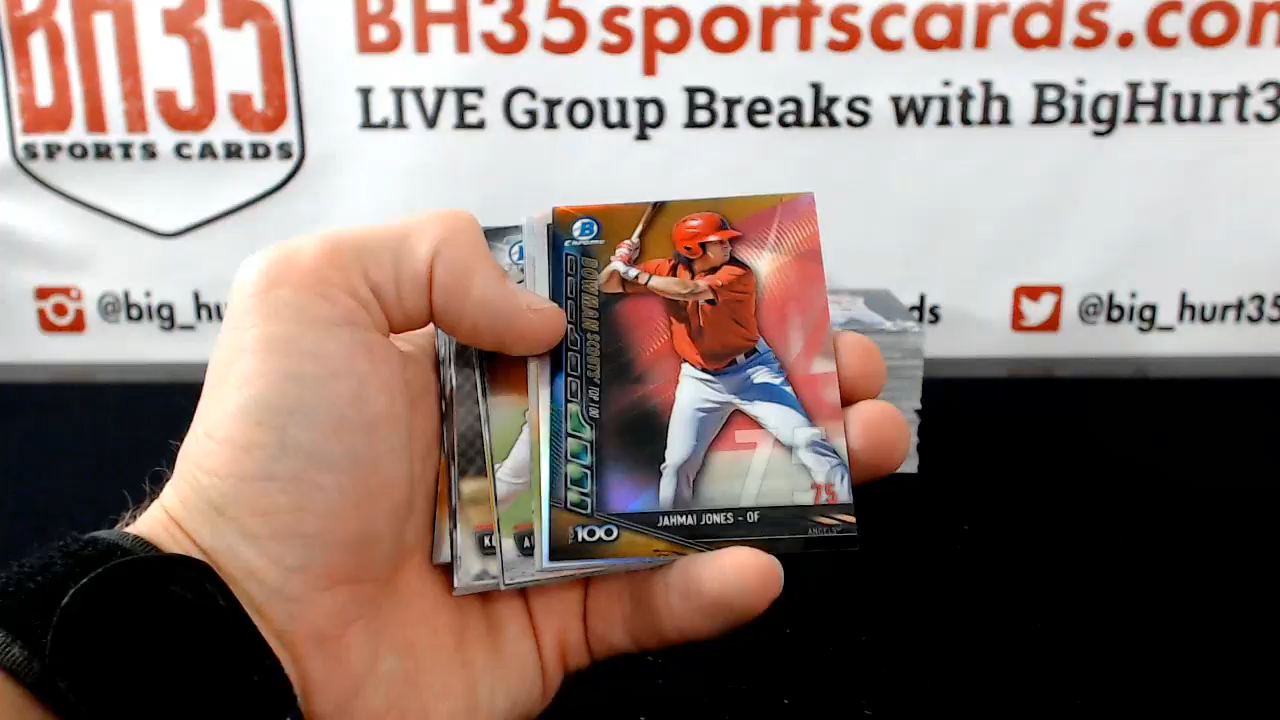 BH35
SPORTS CARDS
BH35sportscards.com
LIVE Group Breaks with BigHurt3
@big_hu
ds
@big_hurt35
B
CHROME
BOWMAN SCOUTS' TOP 100
75
75
JAHMAI JONES - OF
ANGELS
TOP 100
K
A